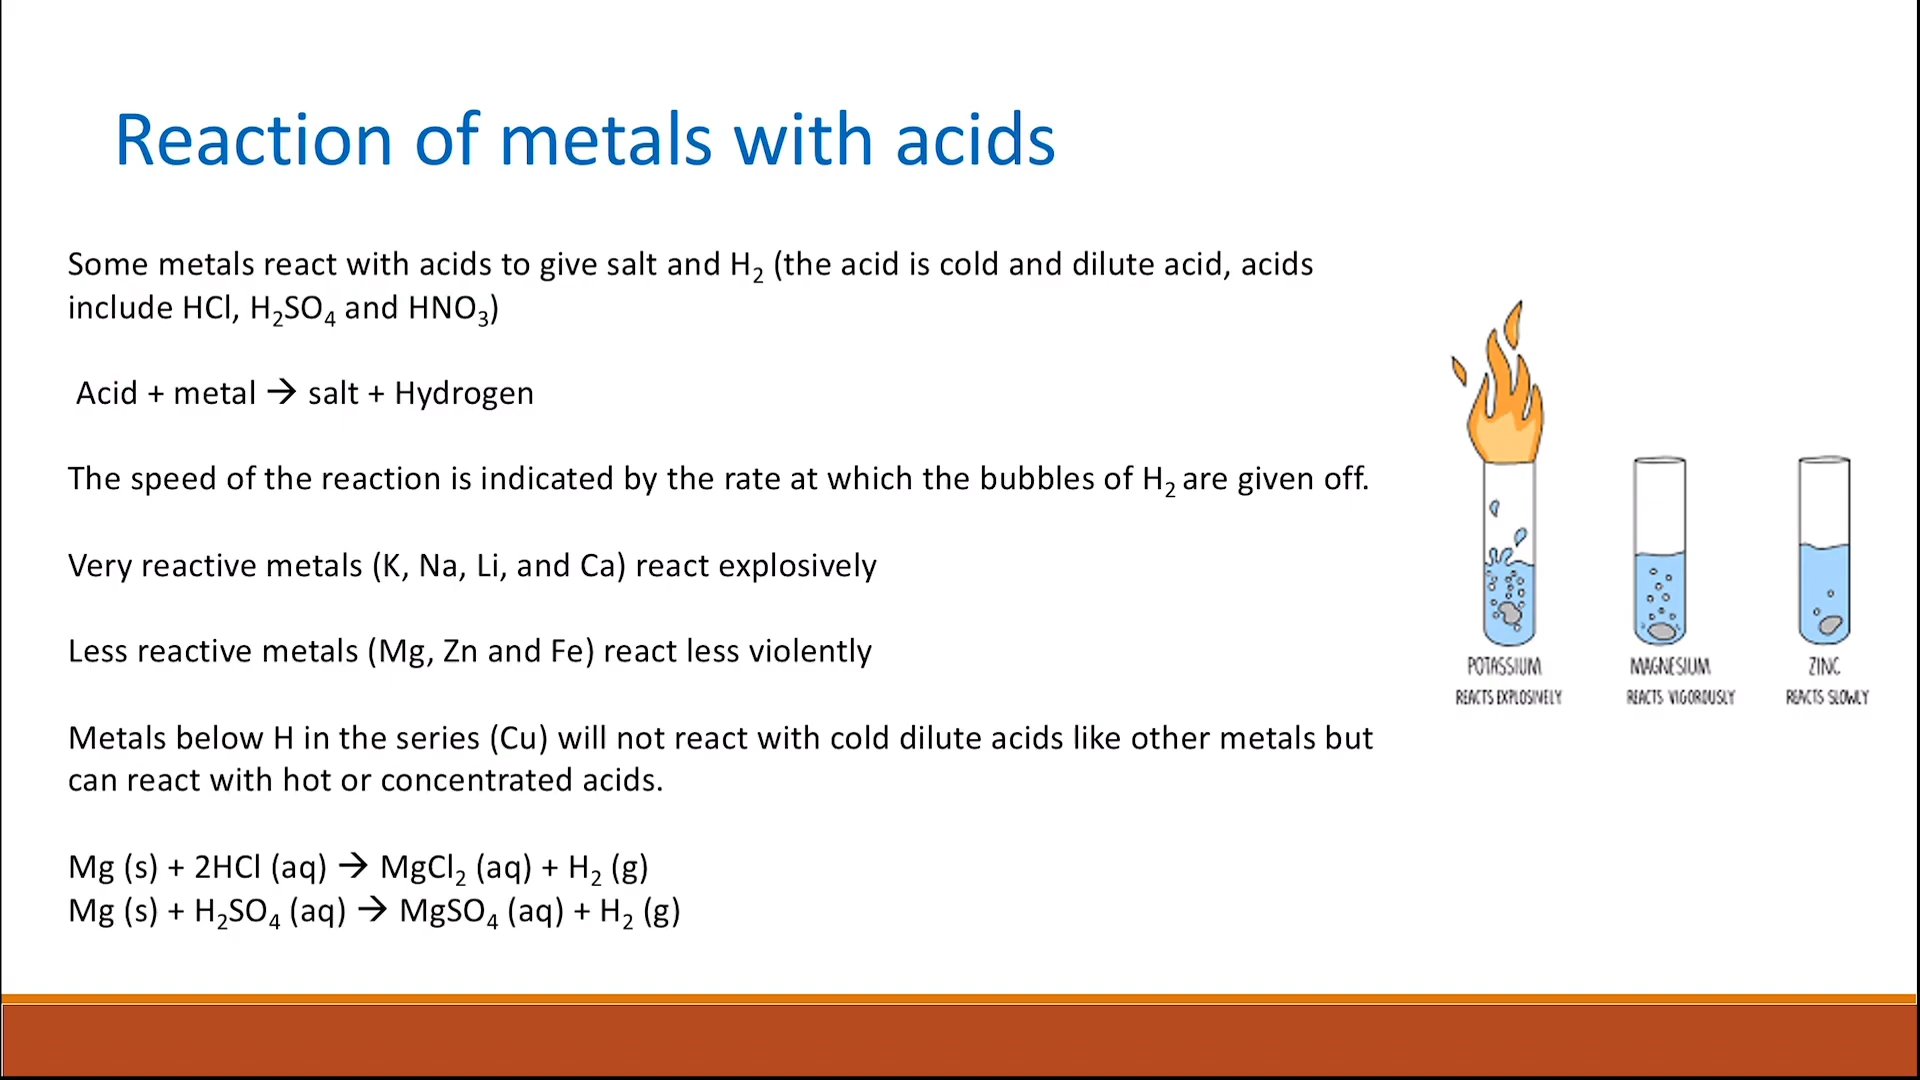 Reaction of metals with acids
Some metals react with acids to give salt and H₂ (the acid is cold and dilute acid, acids
include HCl, H₂SO₄ and HNO₃)
Acid + metal → salt + Hydrogen
The speed of the reaction is indicated by the rate at which the bubbles of H₂ are given off.
Very reactive metals (K, Na, Li, and Ca) react explosively
Less reactive metals (Mg, Zn and Fe) react less violently
Metals below H in the series (Cu) will not react with cold dilute acids like other metals but
can react with hot or concentrated acids.
Mg (s) + 2HCl (aq) → MgCl₂ (aq) + H₂ (g)
Mg (s) + H₂SO₄ (aq) → MgSO₄ (aq) + H₂ (g)
POTASSIUM
REACTS EXPLOSIVELY
MAGNESIUM
REACTS VIGOROUSLY
ZINC
REACTS SLOWLY